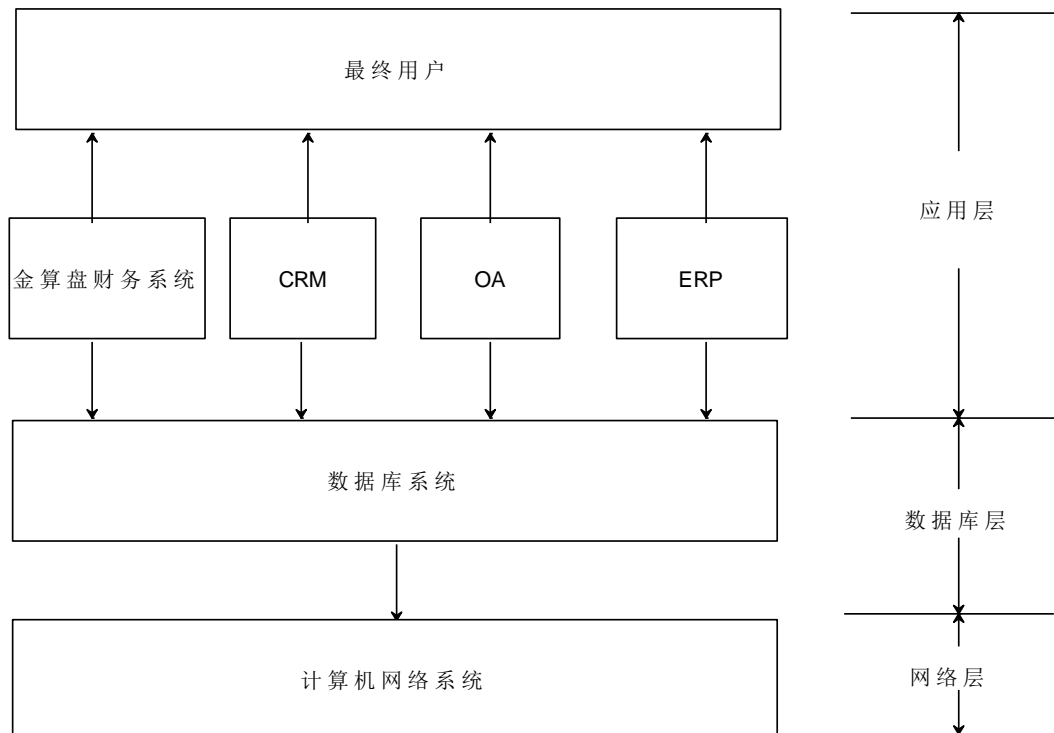 最终用户
应用层
金算盘财务系统
CRM
OA
ERP
数据库系统
数据库层
计算机网络系统
网络层